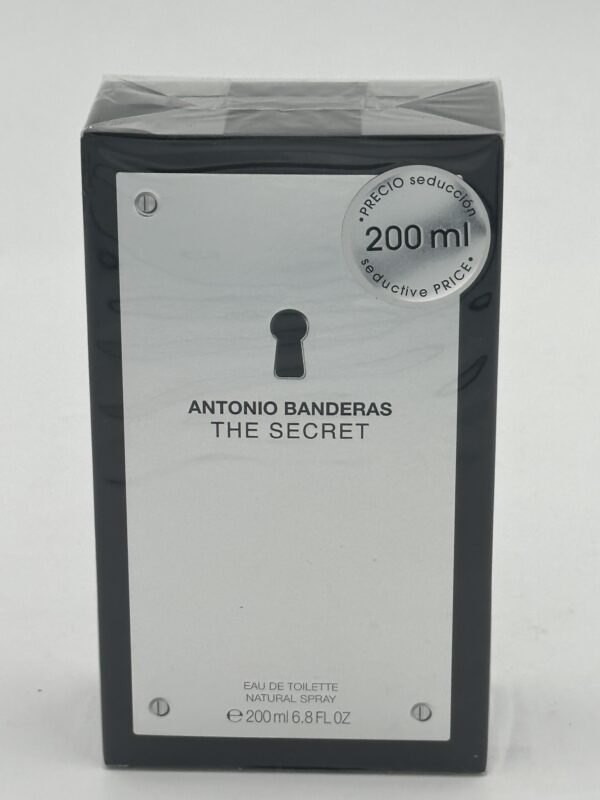 •PRECIO seducción
200 ml
seductive PRICE•
ANTONIO BANDERAS
THE SECRET
EAU DE TOILETTE
NATURAL SPRAY
℮ 200 ml 6.8 FL OZ